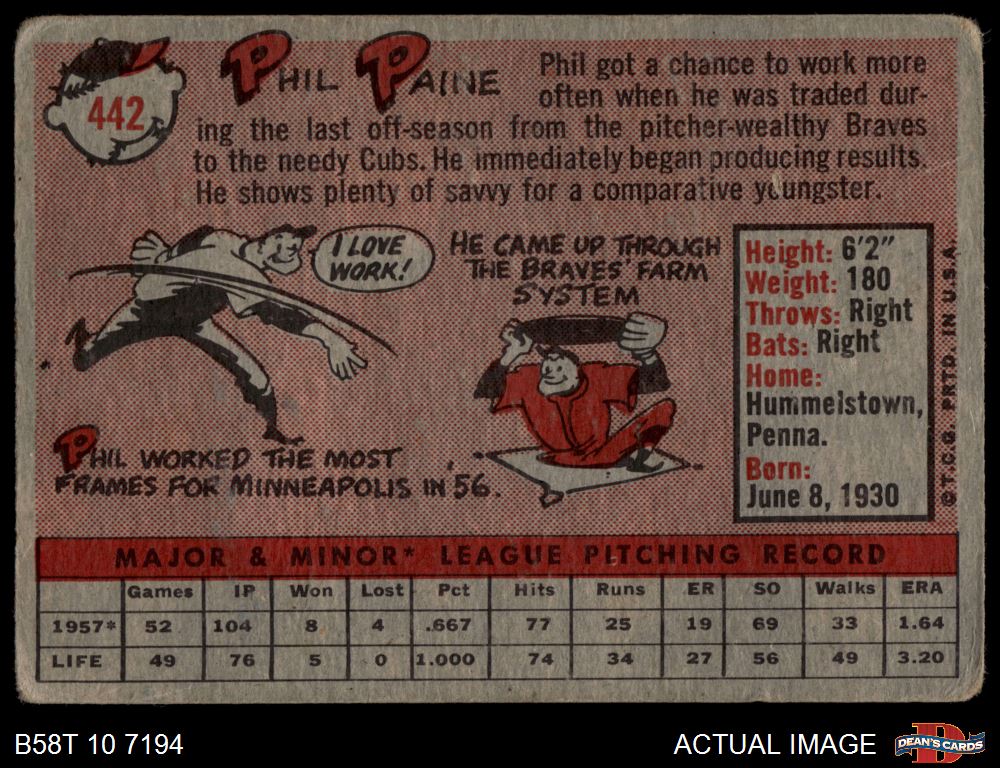 442
PHIL PAINE
Phil got a chance to work more
often when he was traded dur-
ing the last off-season from the pitcher-wealthy Braves
to the needy Cubs. He immediately began producing results.
He shows plenty of savvy for a comparative youngster.
I LOVE
WORK!
HE CAME UP THROUGH
THE BRAVES' FARM
SYSTEM
PHIL WORKED THE MOST
FRAMES FOR MINNEAPOLIS IN '56.
Height: 6'2"
Weight: 180
Throws: Right
Bats: Right
Home:
Hummelstown,
Penna.
Born:
June 8, 1930
© T.C.G. PRTD. IN U.S.A.
MAJOR & MINOR* LEAGUE PITCHING RECORD
Games IP Won Lost Pct Hits Runs ER SO Walks ERA
1957* 52 104 8 4 .667 77 25 19 69 33 1.64
LIFE 49 76 5 0 1.000 74 34 27 56 49 3.20
B58T 10 7194
ACTUAL IMAGE
D
DEAN'S CARDS